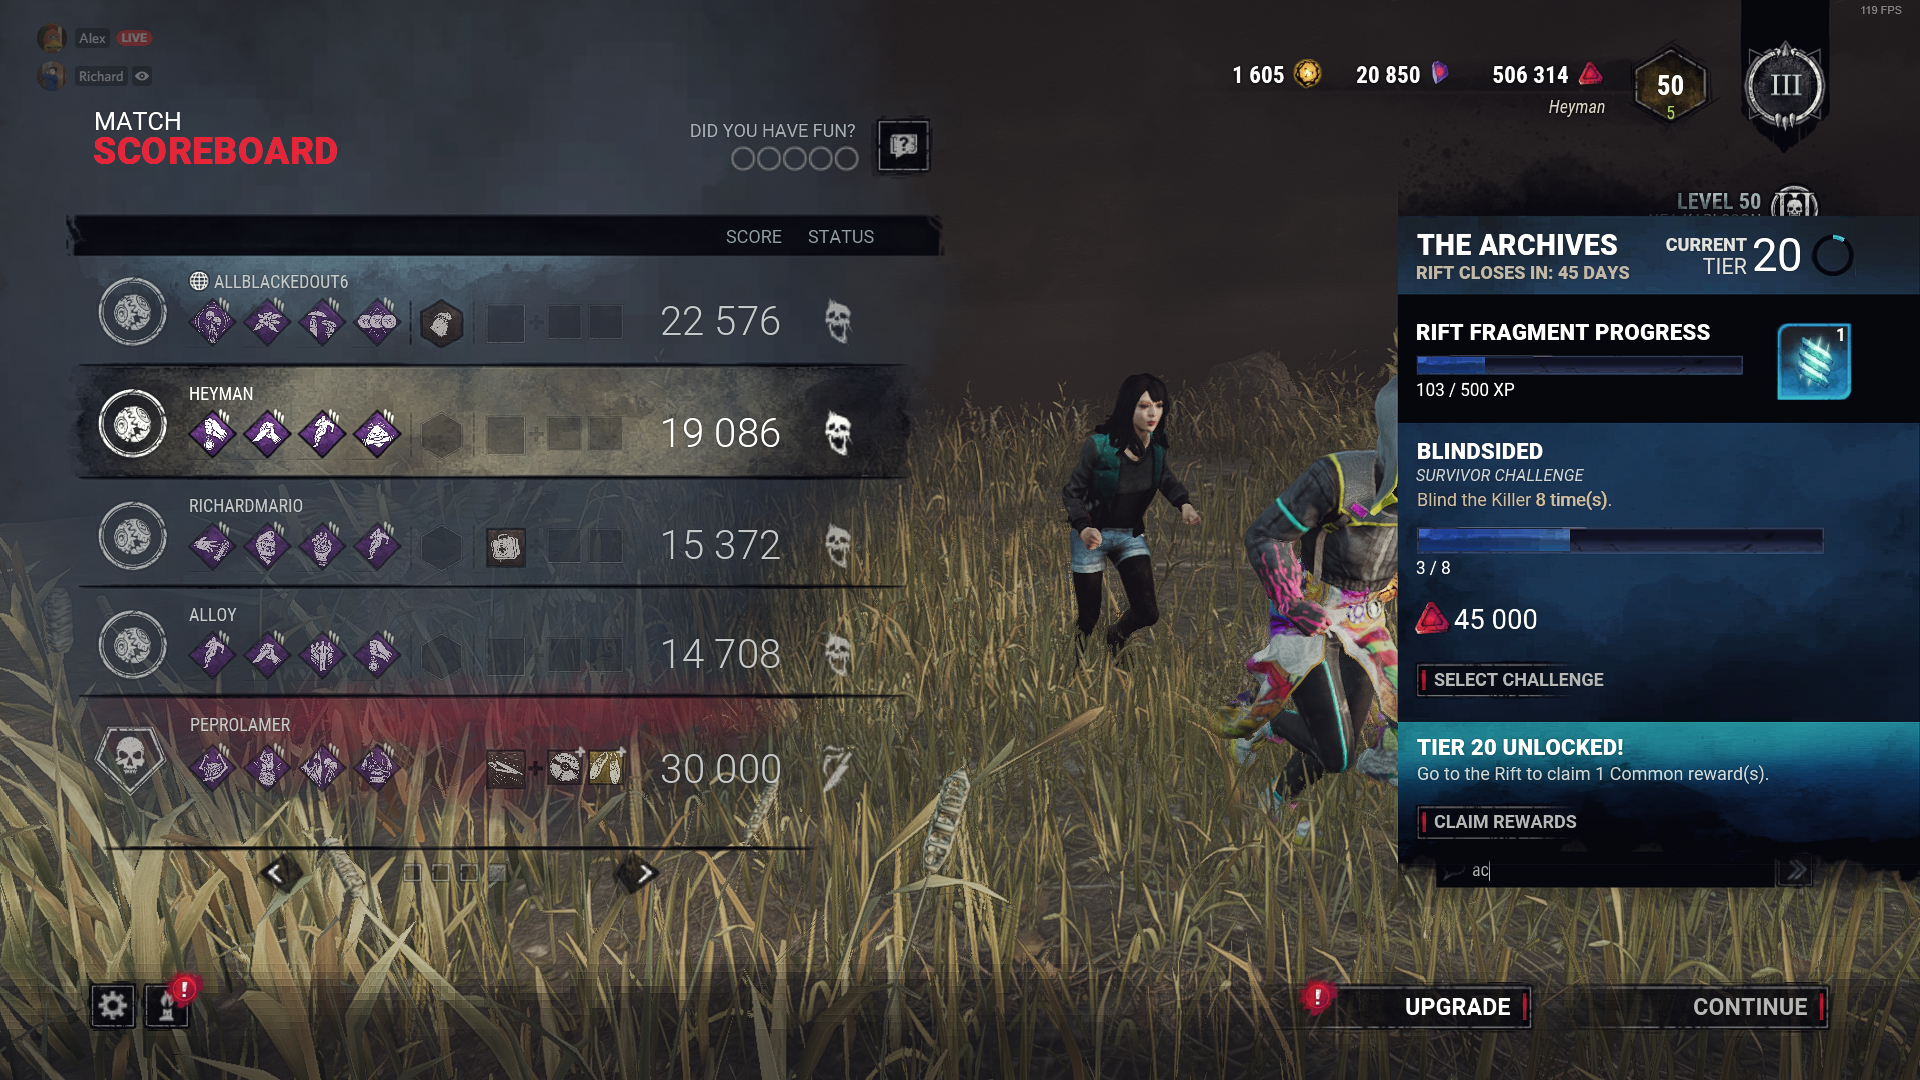 119 FPS
Alex LIVE
Richard
1 605 20 850 506 314
Heyman
50
5
III
MATCH
SCOREBOARD
DID YOU HAVE FUN?
LEVEL 50
SCORE STATUS
ALLBLACKEDOUT6
22 576
HEYMAN
19 086
RICHARDMARIO
15 372
ALLOY
14 708
PEPROLAMER
30 000
THE ARCHIVES
RIFT CLOSES IN: 45 DAYS
CURRENT
TIER 20
RIFT FRAGMENT PROGRESS
1
103 / 500 XP
BLINDSIDED
SURVIVOR CHALLENGE
Blind the Killer 8 time(s).
3 / 8
45 000
SELECT CHALLENGE
TIER 20 UNLOCKED!
Go to the Rift to claim 1 Common reward(s).
CLAIM REWARDS
ac
UPGRADE
CONTINUE